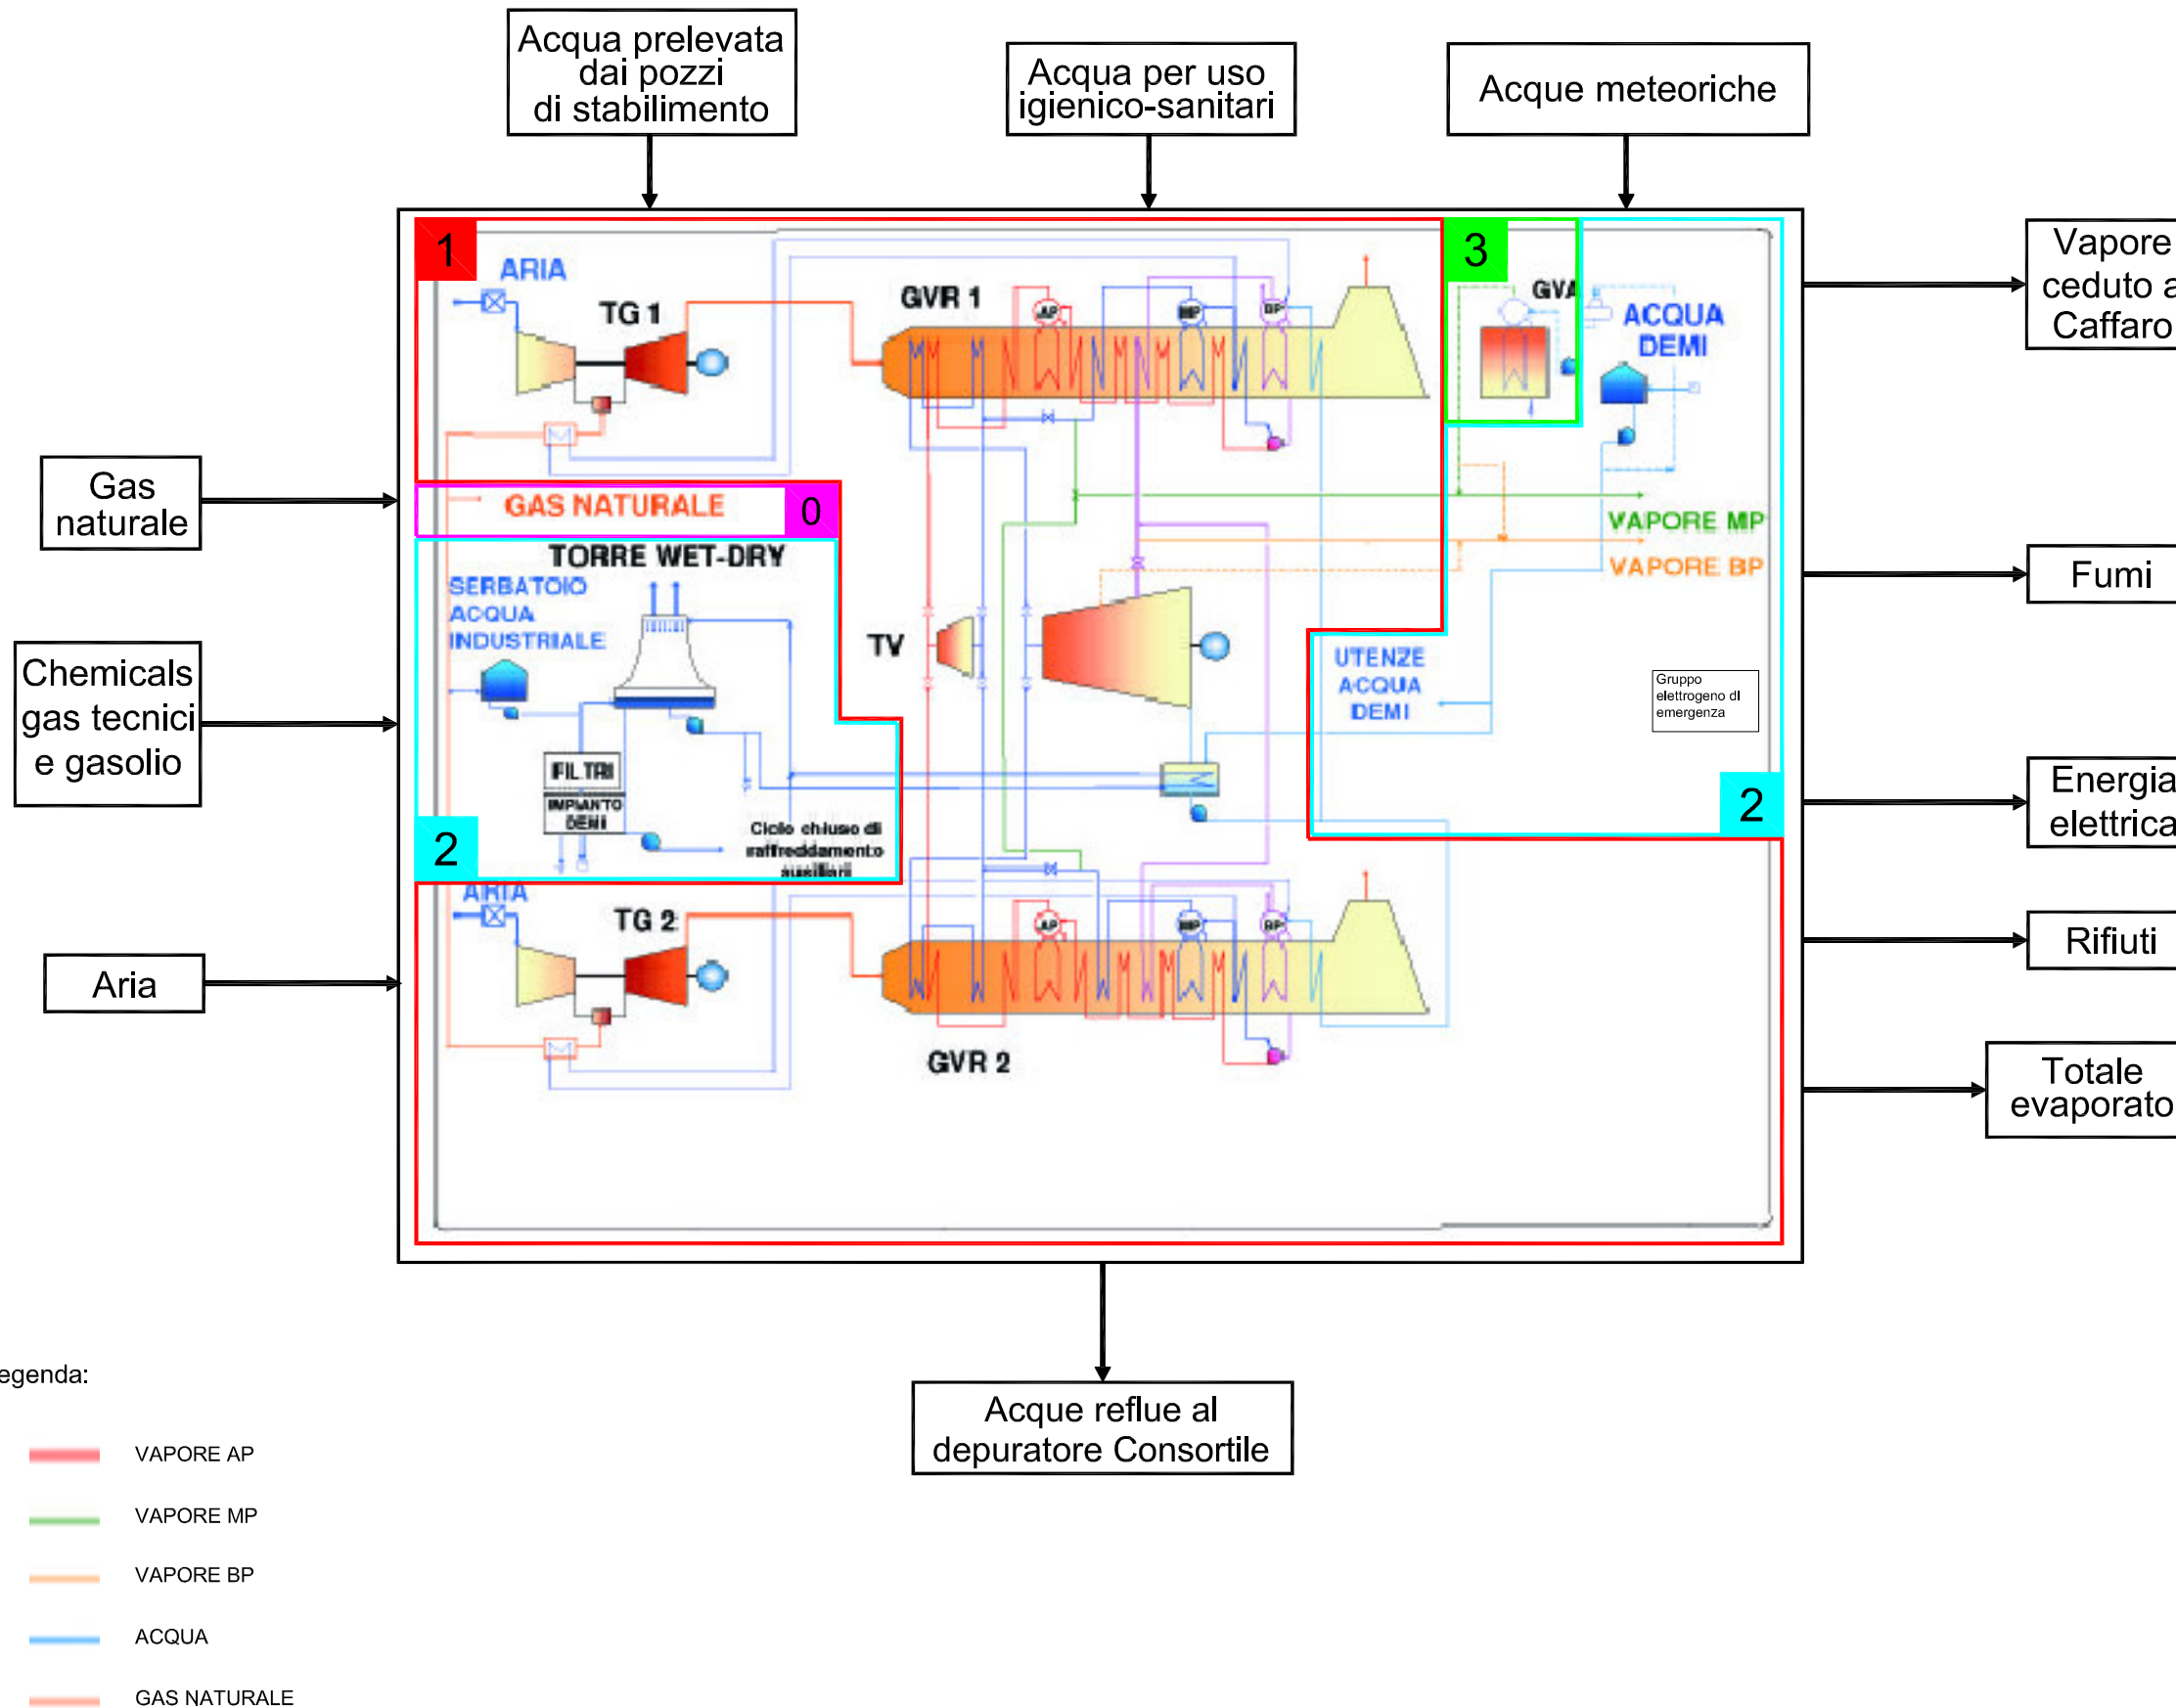 Acqua prelevata
dai pozzi
di stabilimento
Acqua per uso
igienico-sanitari
Acque meteoriche
Gas
naturale
Chemicals
gas tecnici
e gasolio
Aria
1
ARIA
TG 1
GVR 1
AP
MP
BP
3
GVA
ACQUA
DEMI
GAS NATURALE
0
VAPORE MP
VAPORE BP
TORRE WET-DRY
SERBATOIO
ACQUA
INDUSTRIALE
TV
UTENZE
ACQUA
DEMI
Gruppo
elettrogeno di
emergenza
FILTRI
IMPIANTO
DEMI
Ciclo chiuso di
raffreddamento
ausiliari
2
2
ARIA
TG 2
AP
MP
BP
GVR 2
Vapore
ceduto a
Caffaro
Fumi
Energia
elettrica
Rifiuti
Totale
evaporato
Acque reflue al
depuratore Consortile
egenda:
VAPORE AP
VAPORE MP
VAPORE BP
ACQUA
GAS NATURALE